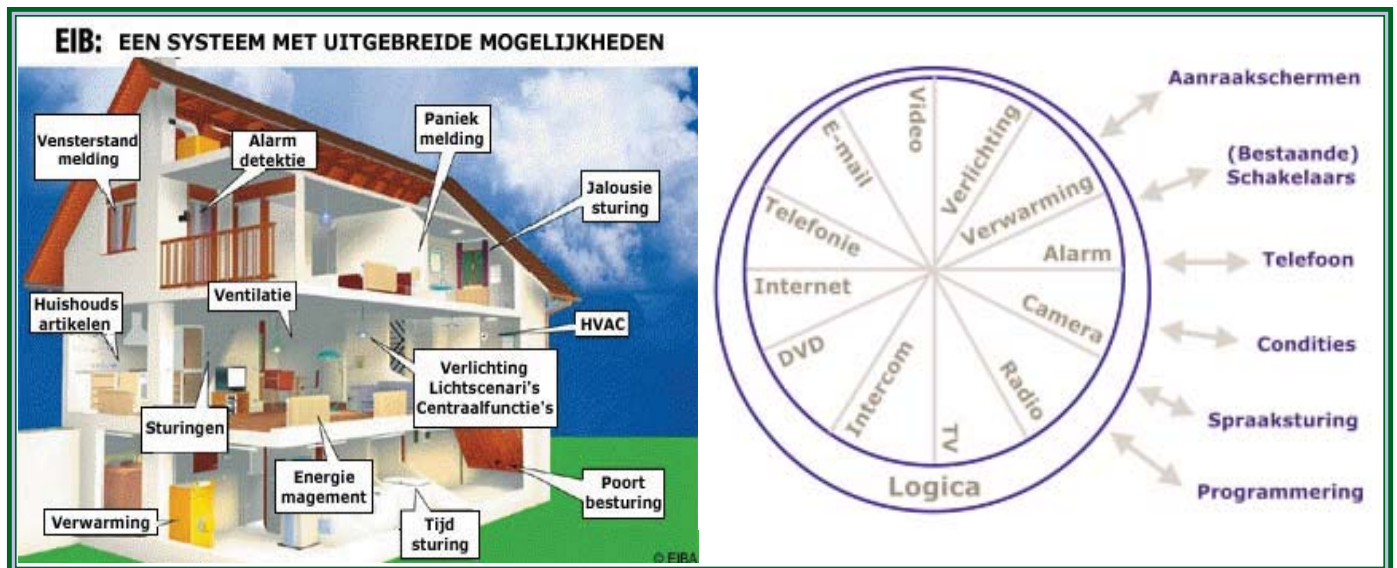 EIB: EEN SYSTEEM MET UITGEBREIDE MOGELIJKHEDEN
Vensterstand
melding
Alarm
detektie
Paniek
melding
Jalousie
sturing
Huishouds
artikelen
Ventilatie
HVAC
Verlichting
Lichtscenari's
Centraalfunctie's
Sturingen
Energie
magement
Poort
besturing
Verwarming
Tijd
sturing
© EIBA
Video
Verlichting
Verwarming
Alarm
Camera
Radio
TV
Intercom
DVD
Internet
Telefonie
E-mail
Logica
Aanraakschermen
(Bestaande)
Schakelaars
Telefoon
Condities
Spraaksturing
Programmering